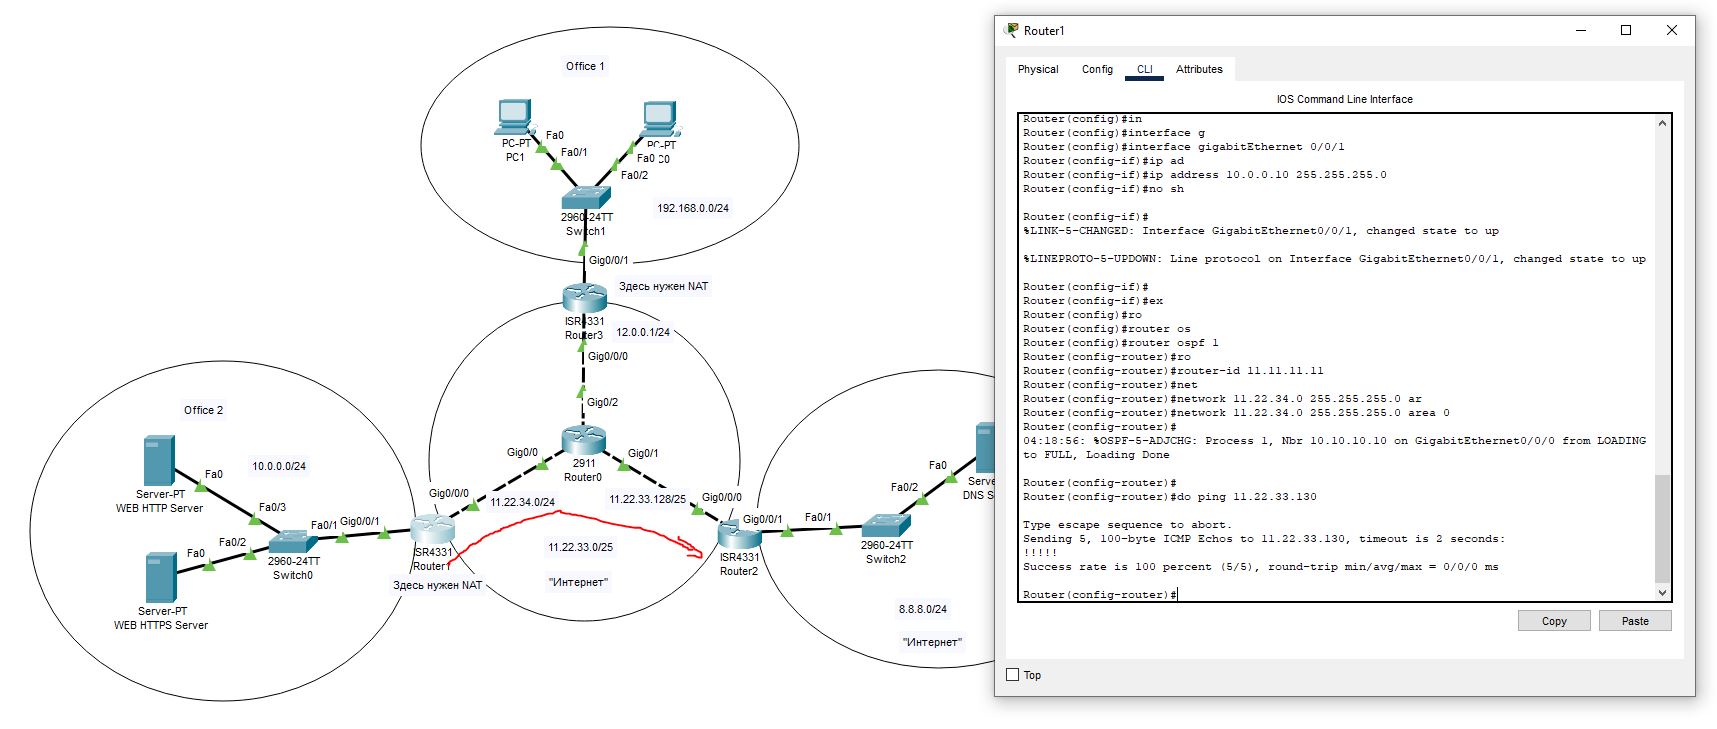 Office 1
Fa0
PC-PT
PC1
Fa0/1
Fa0
PC-PT
C0
Fa0/2
192.168.0.0/24
2960-24TT
Switch1
Gig0/0/1
Здесь нужен NAT
ISR4331
Router3
12.0.0.1/24
Gig0/0/0
Gig0/2
2911
Router0
Gig0/0
Gig0/1
Office 2
10.0.0.0/24
Fa0
Server-PT
WEB HTTP Server
Fa0/3
Fa0/1
Gig0/0/1
Gig0/0/0
11.22.34.0/24
Fa0
Fa0/2
2960-24TT
Switch0
Server-PT
WEB HTTPS Server
SR4331
Router1
Здесь нужен NAT
11.22.33.0/25
"Интернет"
11.22.33.128/25
Gig0/0/0
Gig0/0/1
ISR4331
Router2
Fa0/1
Fa0/2
2960-24TT
Switch2
Fa0
Serve
DNS S
8.8.8.0/24
"Интернет"
Router1
Physical Config CLI Attributes
IOS Command Line Interface
Router(config)#in
Router(config)#interface g
Router(config)#interface gigabitEthernet 0/0/1
Router(config-if)#ip ad
Router(config-if)#ip address 10.0.0.10 255.255.255.0
Router(config-if)#no sh
Router(config-if)#
%LINK-5-CHANGED: Interface GigabitEthernet0/0/1, changed state to up
%LINEPROTO-5-UPDOWN: Line protocol on Interface GigabitEthernet0/0/1, changed state to up
Router(config-if)#
Router(config-if)#ex
Router(config)#ro
Router(config)#router os
Router(config)#router ospf 1
Router(config-router)#ro
Router(config-router)#router-id 11.11.11.11
Router(config-router)#net
Router(config-router)#network 11.22.34.0 255.255.255.0 ar
Router(config-router)#network 11.22.34.0 255.255.255.0 area 0
Router(config-router)#
04:18:56: %OSPF-5-ADJCHG: Process 1, Nbr 10.10.10.10 on GigabitEthernet0/0/0 from LOADING
to FULL, Loading Done
Router(config-router)#
Router(config-router)#do ping 11.22.33.130
Type escape sequence to abort.
Sending 5, 100-byte ICMP Echos to 11.22.33.130, timeout is 2 seconds:
!!!!!
Success rate is 100 percent (5/5), round-trip min/avg/max = 0/0/0 ms
Router(config-router)#
Copy Paste
Top